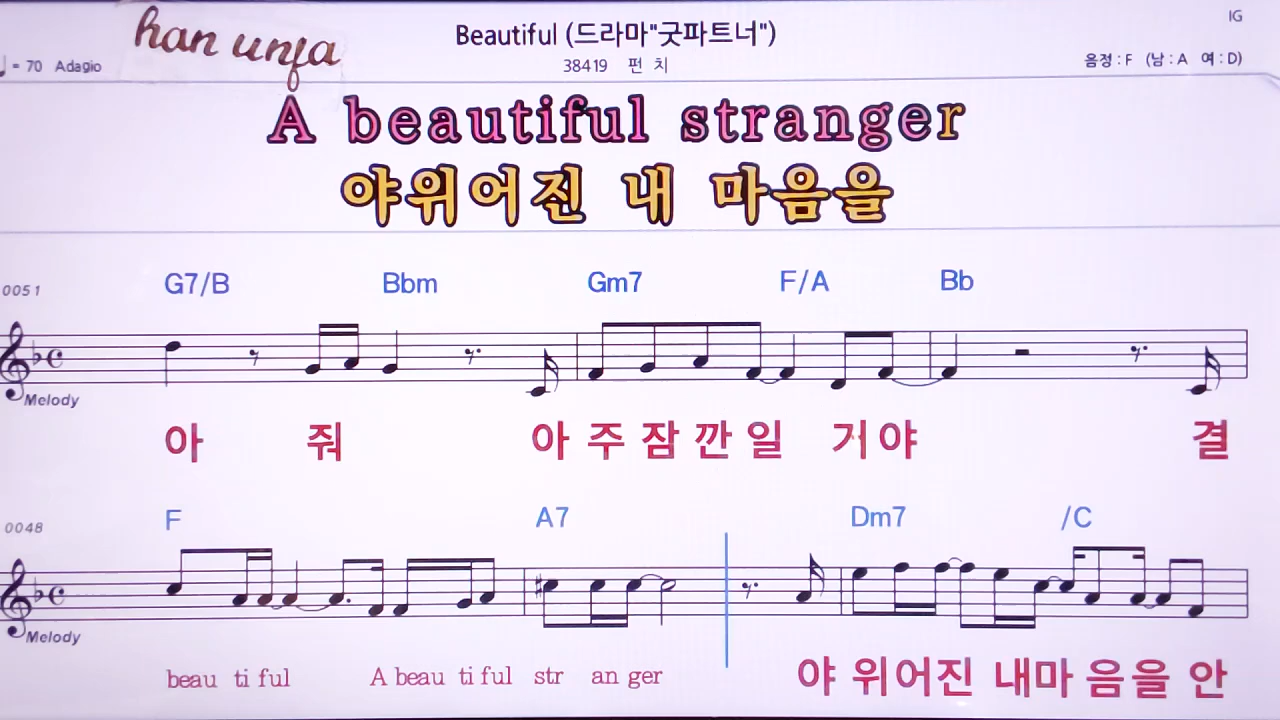 han unja
Beautiful (드라마"굿파트너")
IG
♩ = 70 Adagio
38419 펀 치
음정 : F (남 : A 여 : D)
A beautiful stranger
야위어진 내 마음을
0051
G7/B Bbm Gm7 F/A Bb
Melody
아 줘 아 주 잠 깐 일 거 야 결
0048
F A7 Dm7 /C
Melody
beau ti ful A beau ti ful str an ger 야 위어진 내마 음을 안